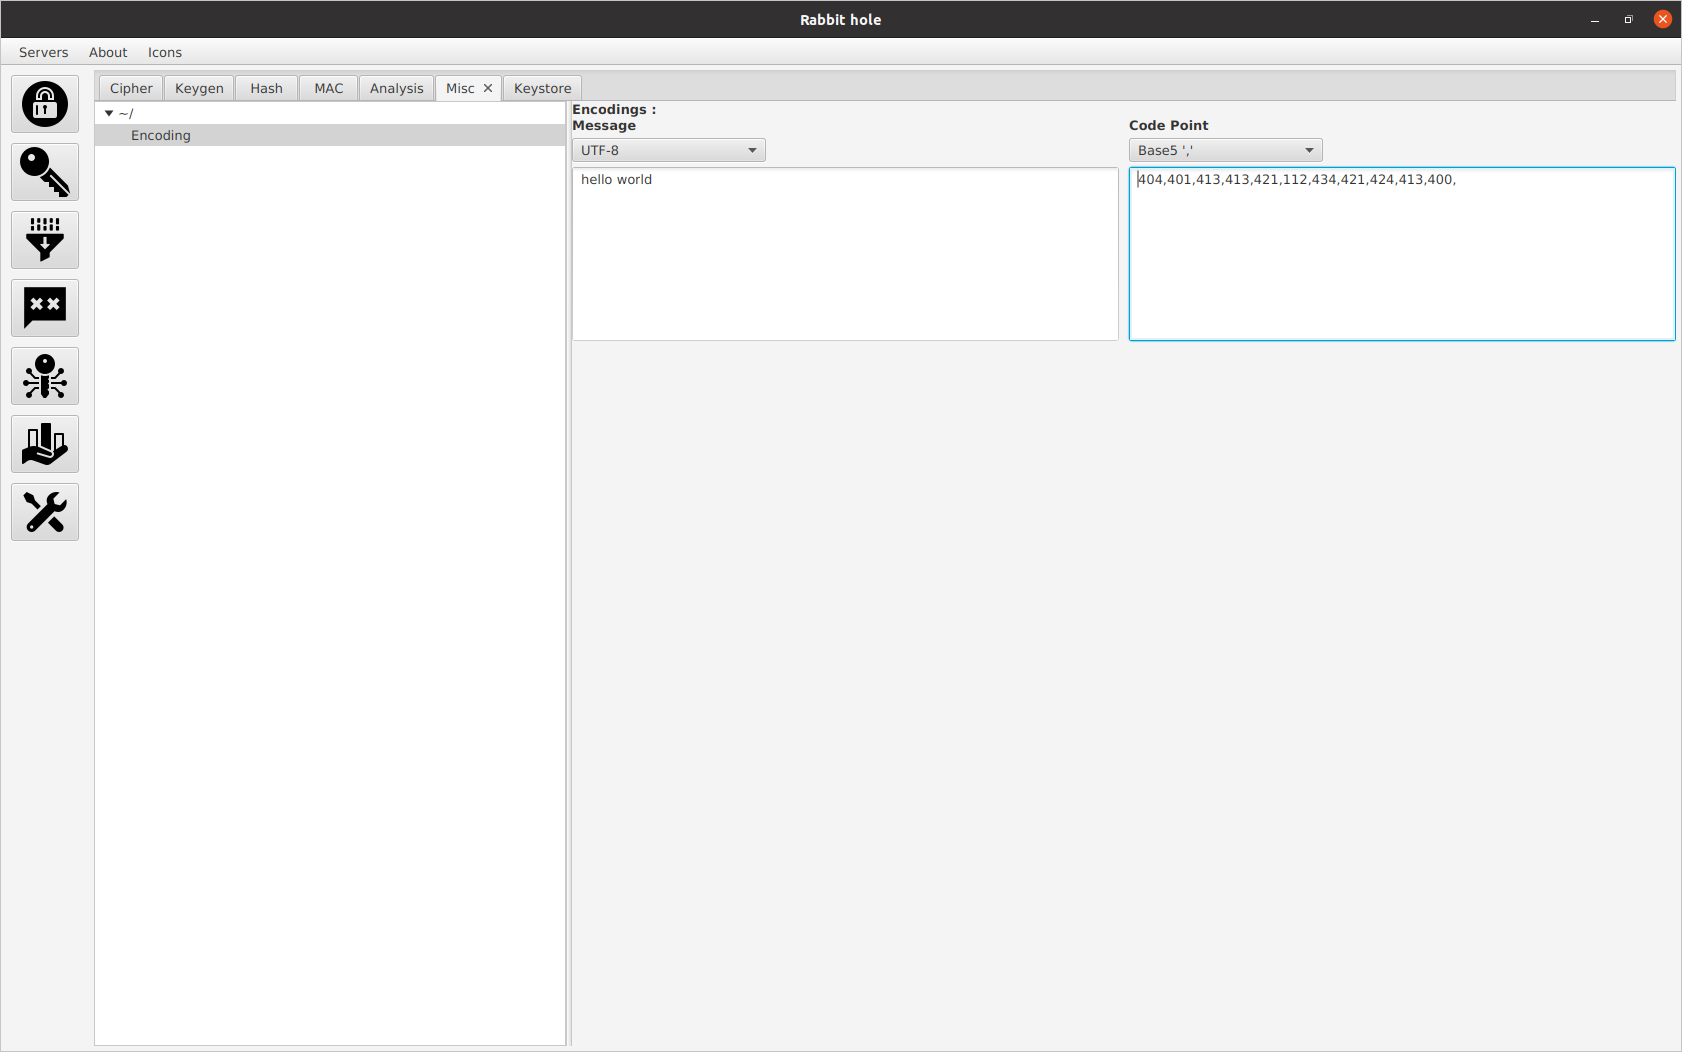 Rabbit hole
Servers About Icons
Cipher Keygen Hash MAC Analysis Misc Keystore
~/
Encoding
Encodings :
Message Code Point
UTF-8 Base5 ','
hello world 404,401,413,413,421,112,434,421,424,413,400,